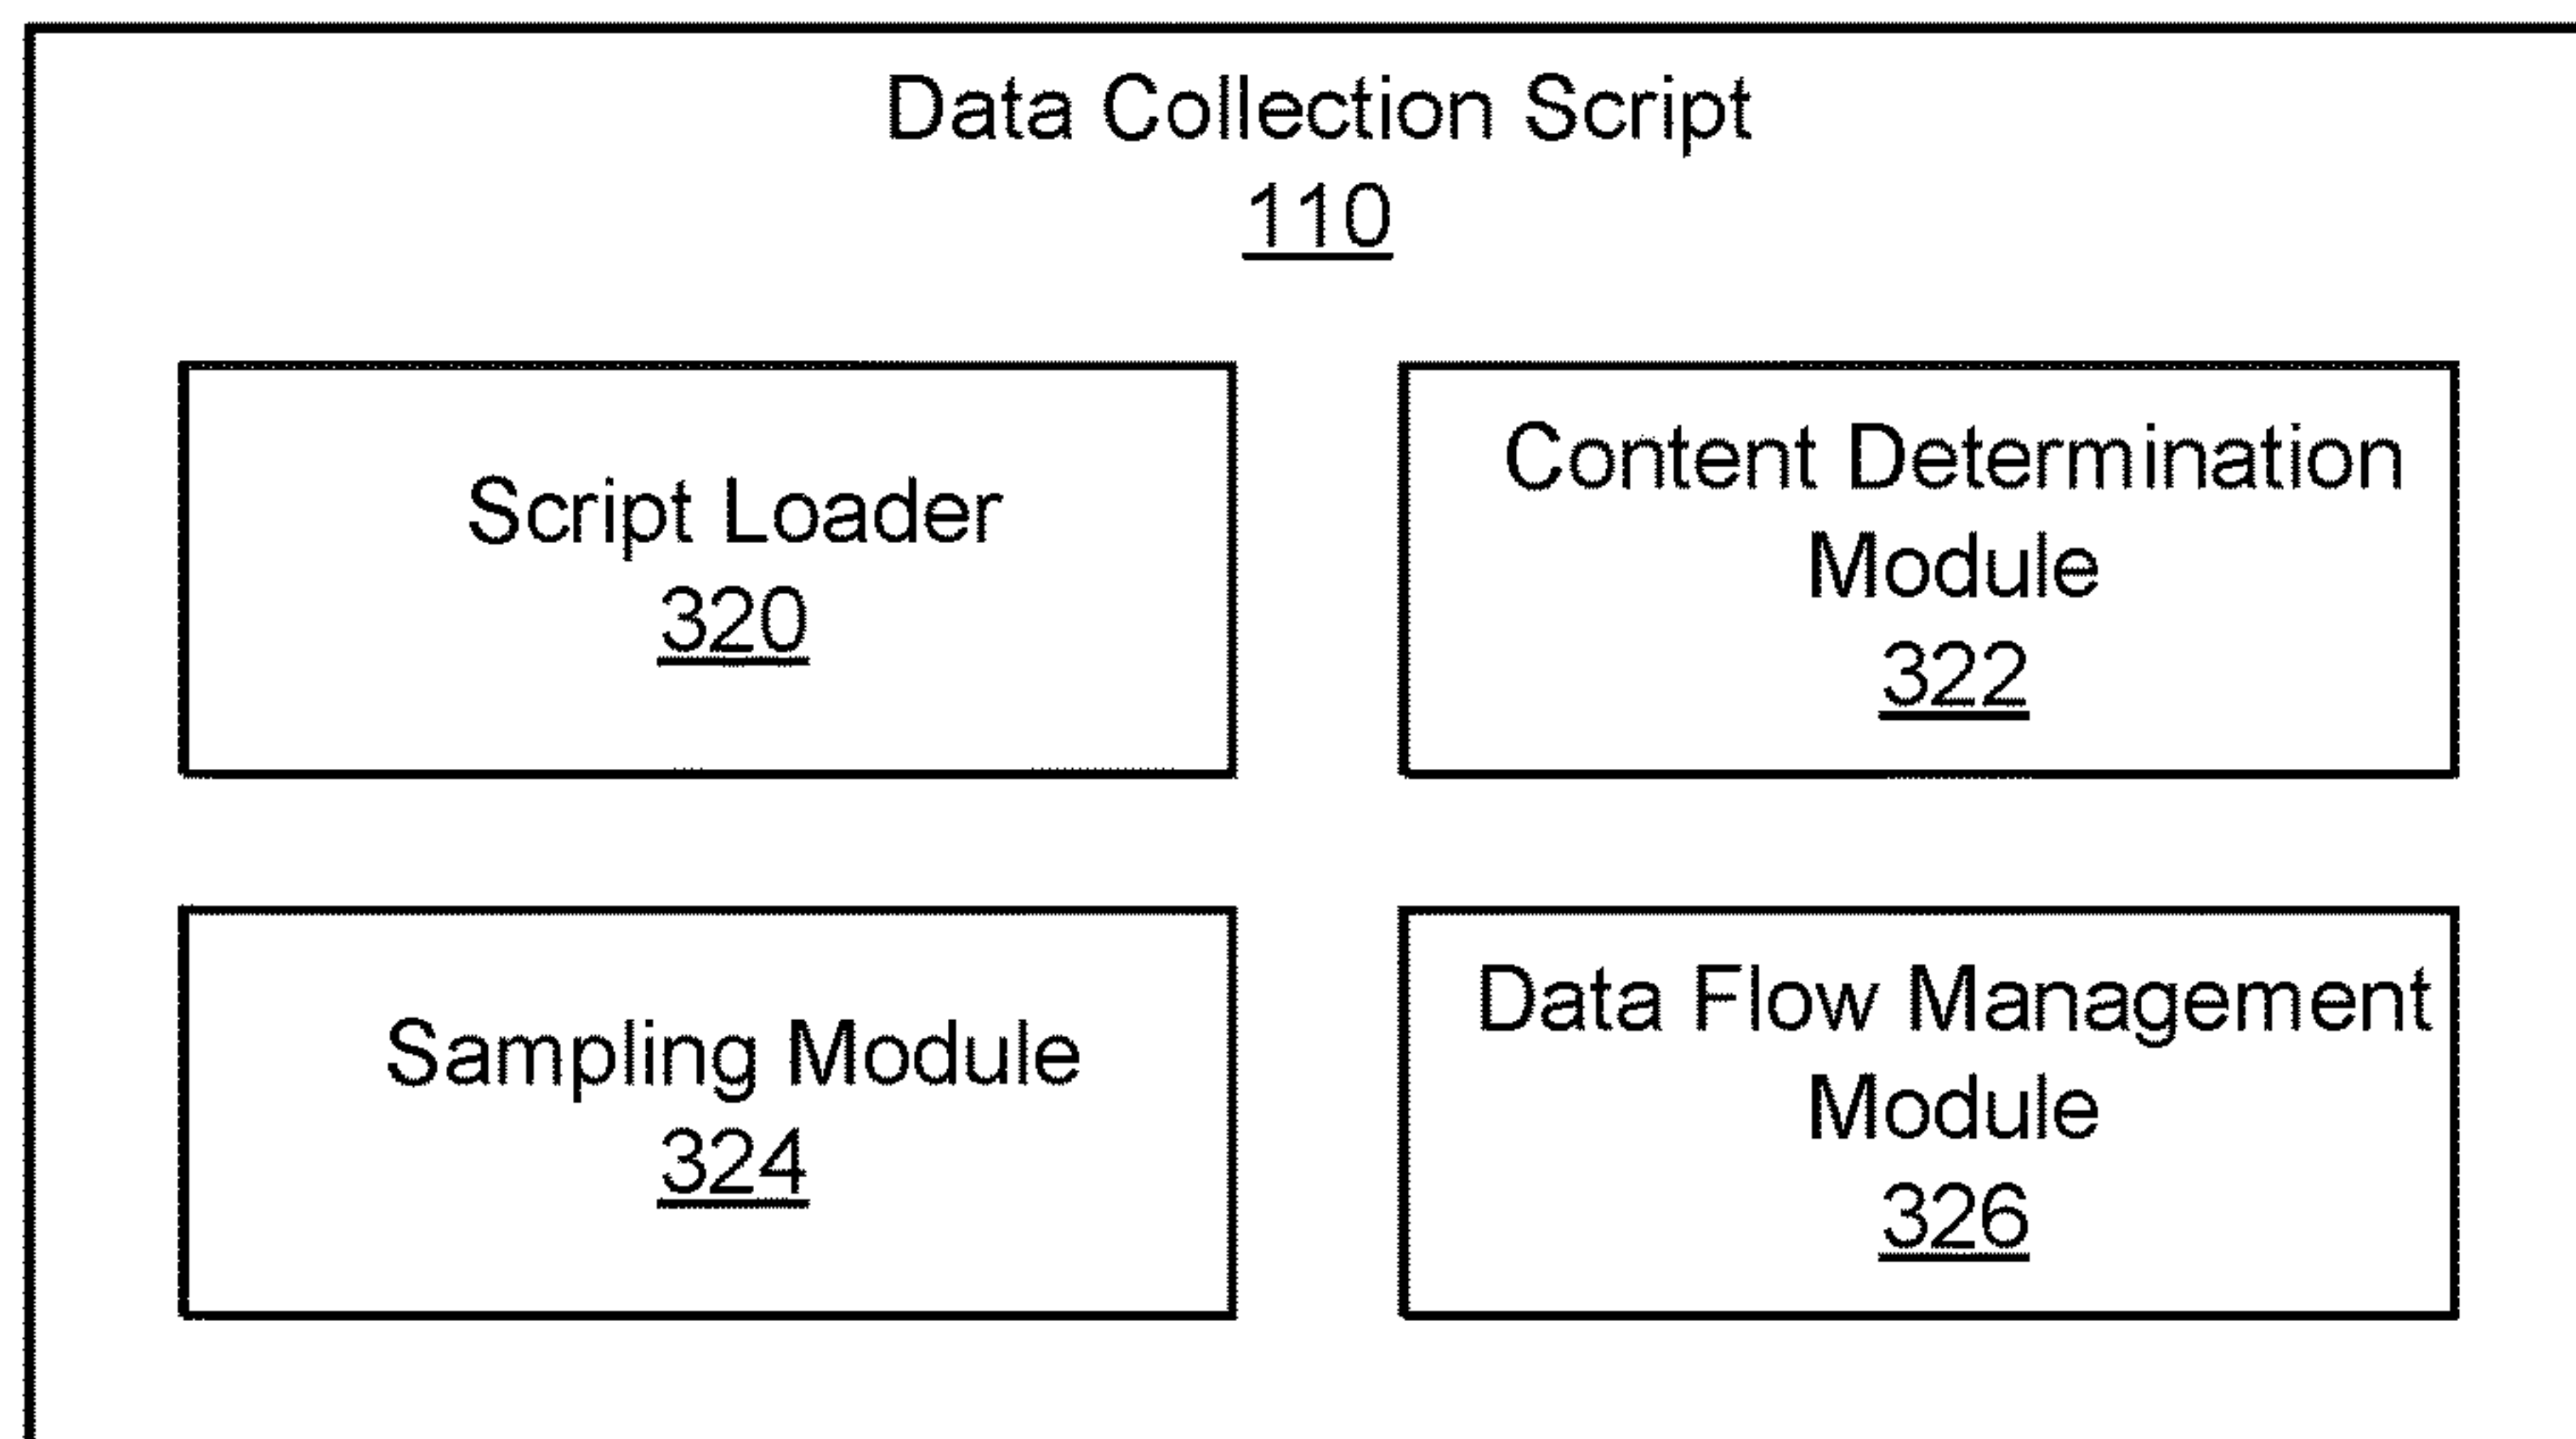 Data Collection Script
110
Script Loader
320
Content Determination
Module
322
Sampling Module
324
Data Flow Management
Module
326